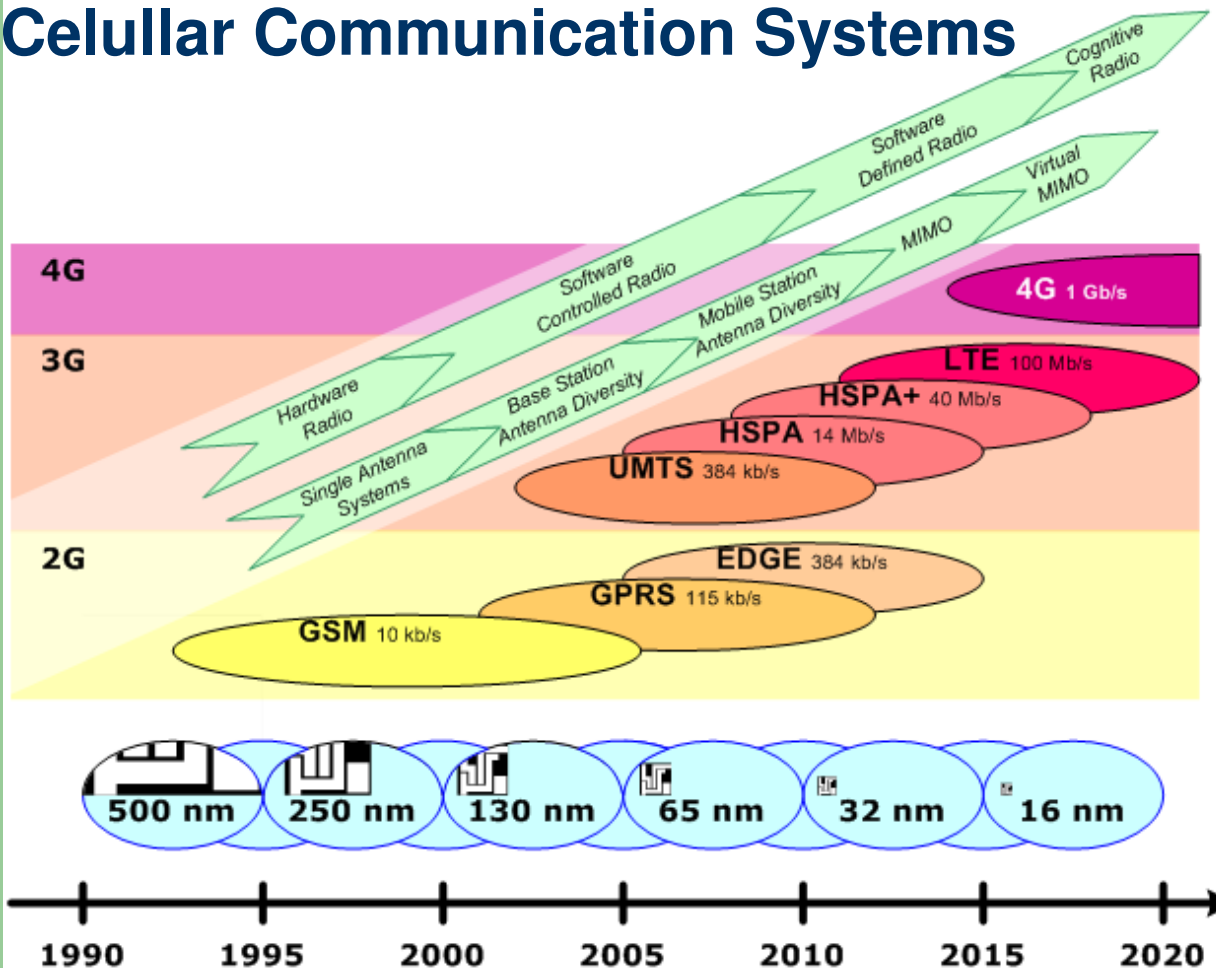 Celullar Communication Systems
Cognitive
Radio
Software
Defined Radio
Virtual
MIMO
MIMO
4G
Software
Controlled Radio
Mobile Station
Antenna Diversity
4G 1 Gb/s
3G
Hardware
Radio
Base Station
Antenna Diversity
Single Antenna
Systems
LTE 100 Mb/s
HSPA+ 40 Mb/s
HSPA 14 Mb/s
UMTS 384 kb/s
2G
EDGE 384 kb/s
GPRS 115 kb/s
GSM 10 kb/s
500 nm 250 nm 130 nm 65 nm 32 nm 16 nm
1990 1995 2000 2005 2010 2015 2020